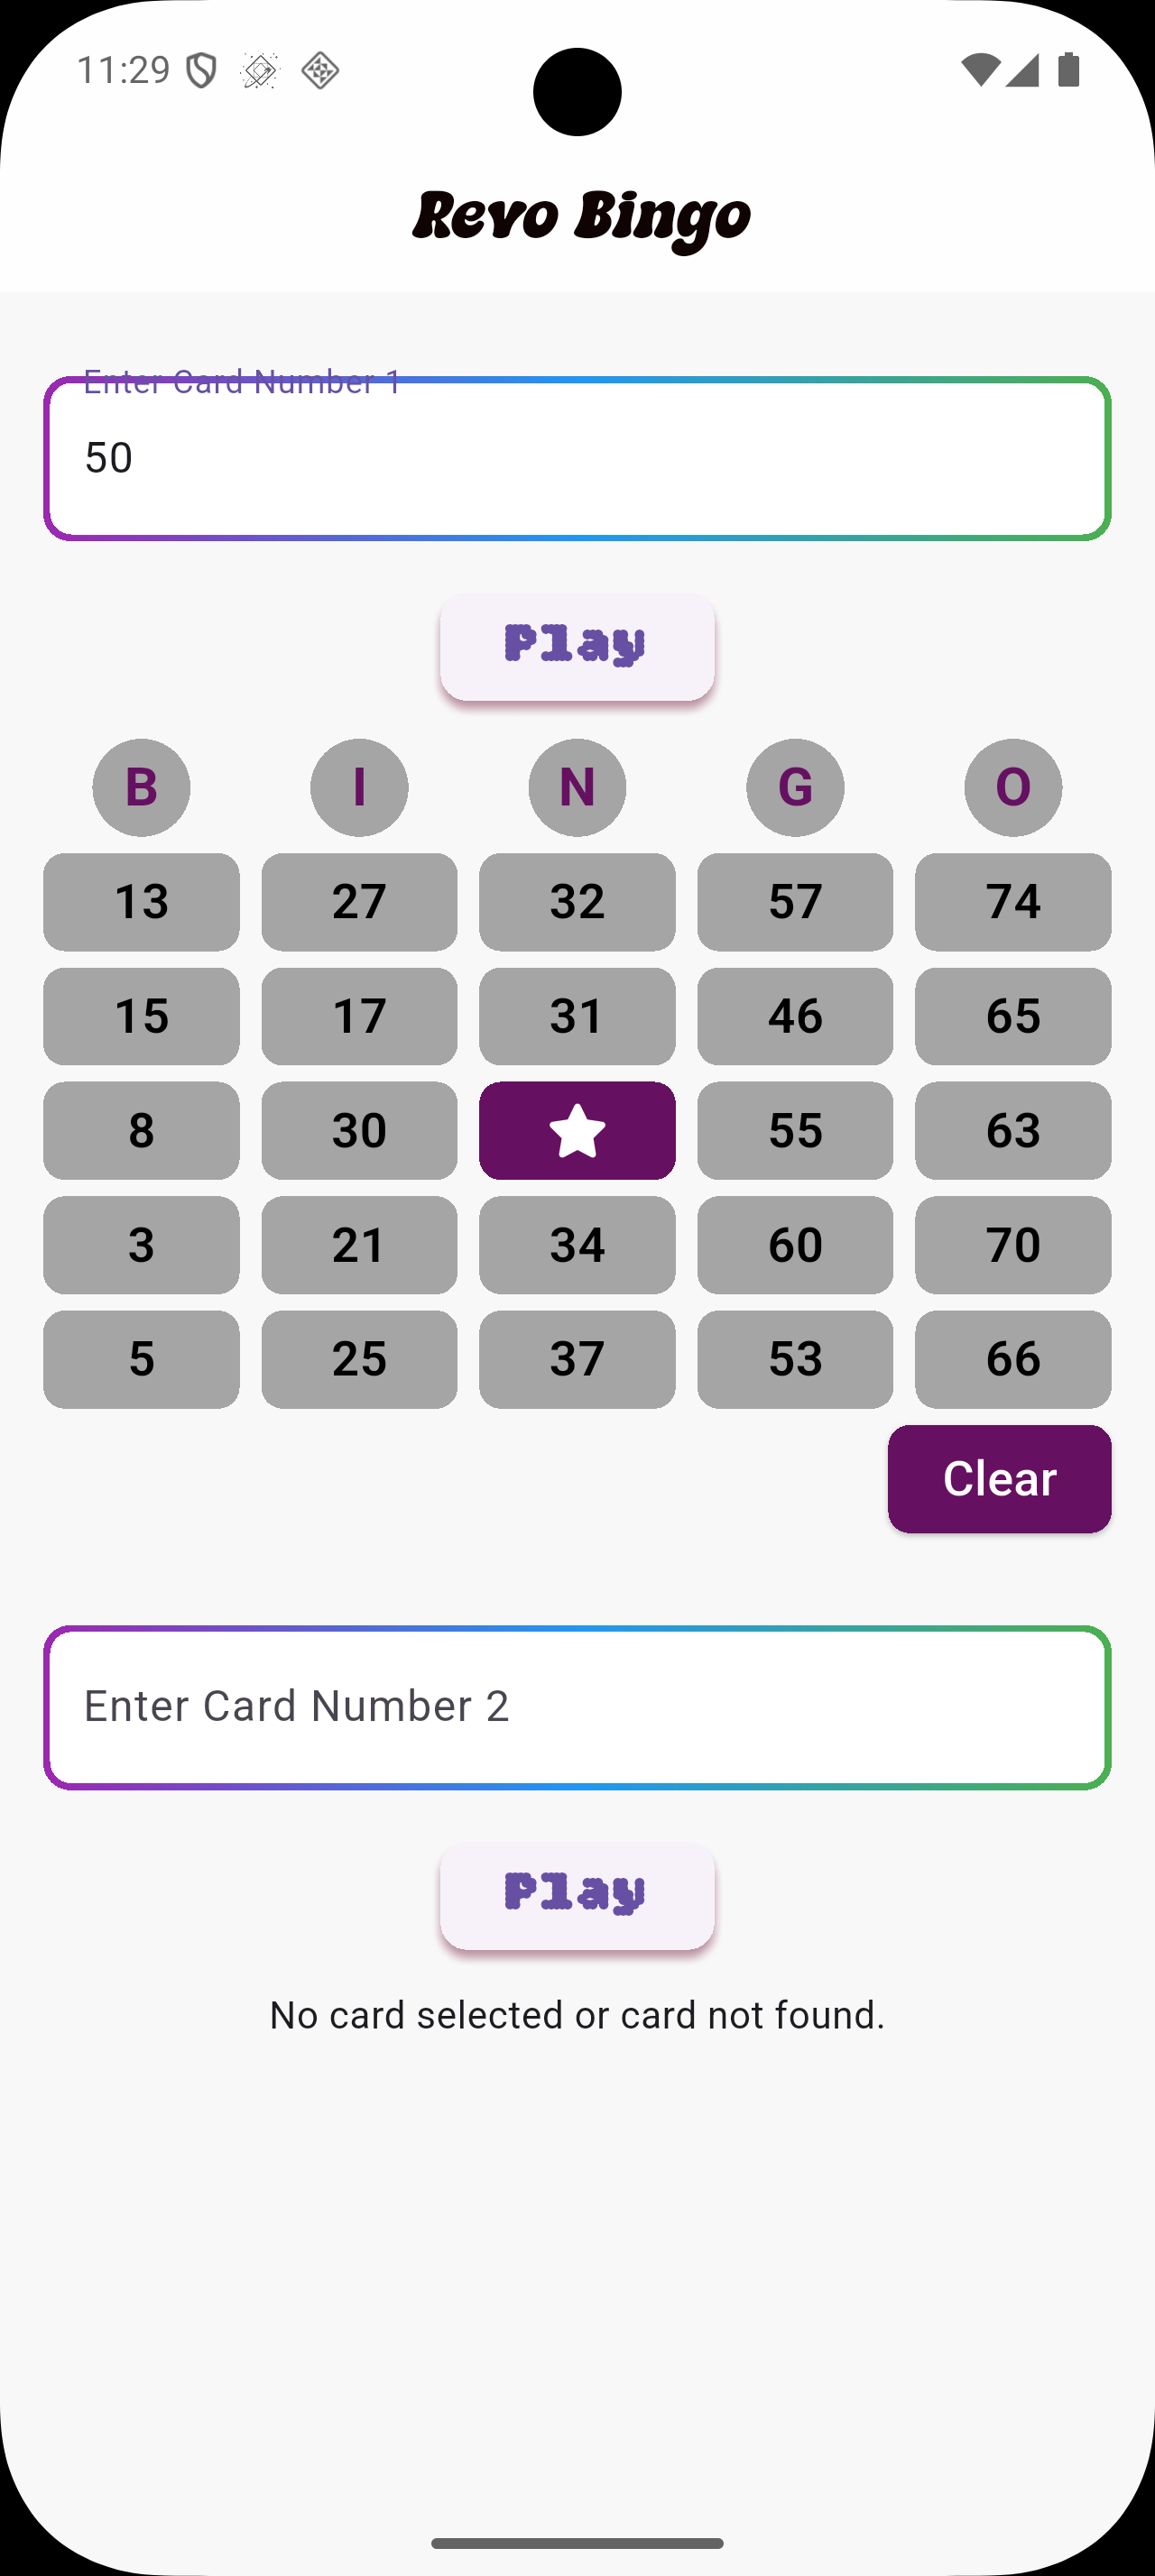 11:29
Revo Bingo
Enter Card Number 1
50
Play
B I N G O
13 27 32 57 74
15 17 31 46 65
8 30 55 63
3 21 34 60 70
5 25 37 53 66
Clear
Enter Card Number 2
Play
No card selected or card not found.